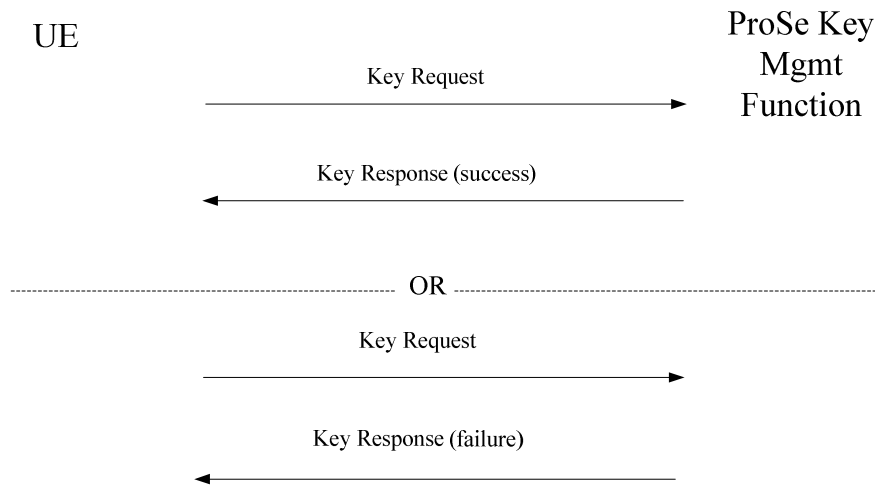 UE
ProSe Key
Mgmt
Function
Key Request
Key Response (success)
OR
Key Request
Key Response (failure)